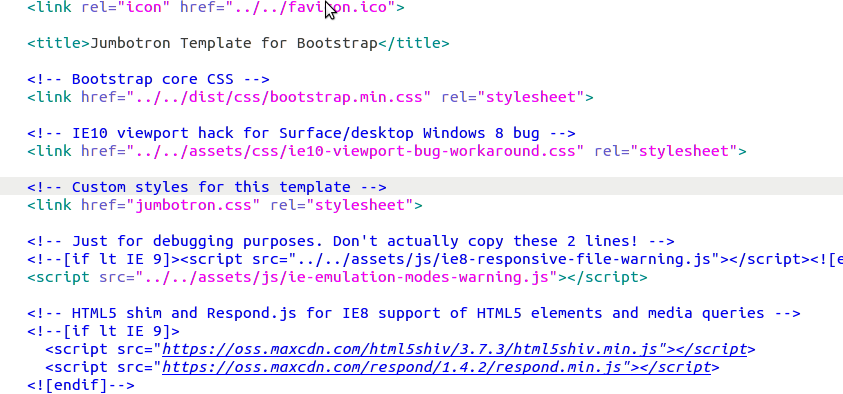 <link rel="icon" href="../../favicon.ico">
<title>Jumbotron Template for Bootstrap</title>
<!-- Bootstrap core CSS -->
<link href="../../dist/css/bootstrap.min.css" rel="stylesheet">
<!-- IE10 viewport hack for Surface/desktop Windows 8 bug -->
<link href="../../assets/css/ie10-viewport-bug-workaround.css" rel="stylesheet">
<!-- Custom styles for this template -->
<link href="jumbotron.css" rel="stylesheet">
<!-- Just for debugging purposes. Don't actually copy these 2 lines! -->
<!--[if lt IE 9]><script src="../../assets/js/ie8-responsive-file-warning.js"></script><![e
<script src="../../assets/js/ie-emulation-modes-warning.js"></script>
<!-- HTML5 shim and Respond.js for IE8 support of HTML5 elements and media queries -->
<!--[if lt IE 9]>
<script src="https://oss.maxcdn.com/html5shiv/3.7.3/html5shiv.min.js"></script>
<script src="https://oss.maxcdn.com/respond/1.4.2/respond.min.js"></script>
<![endif]-->